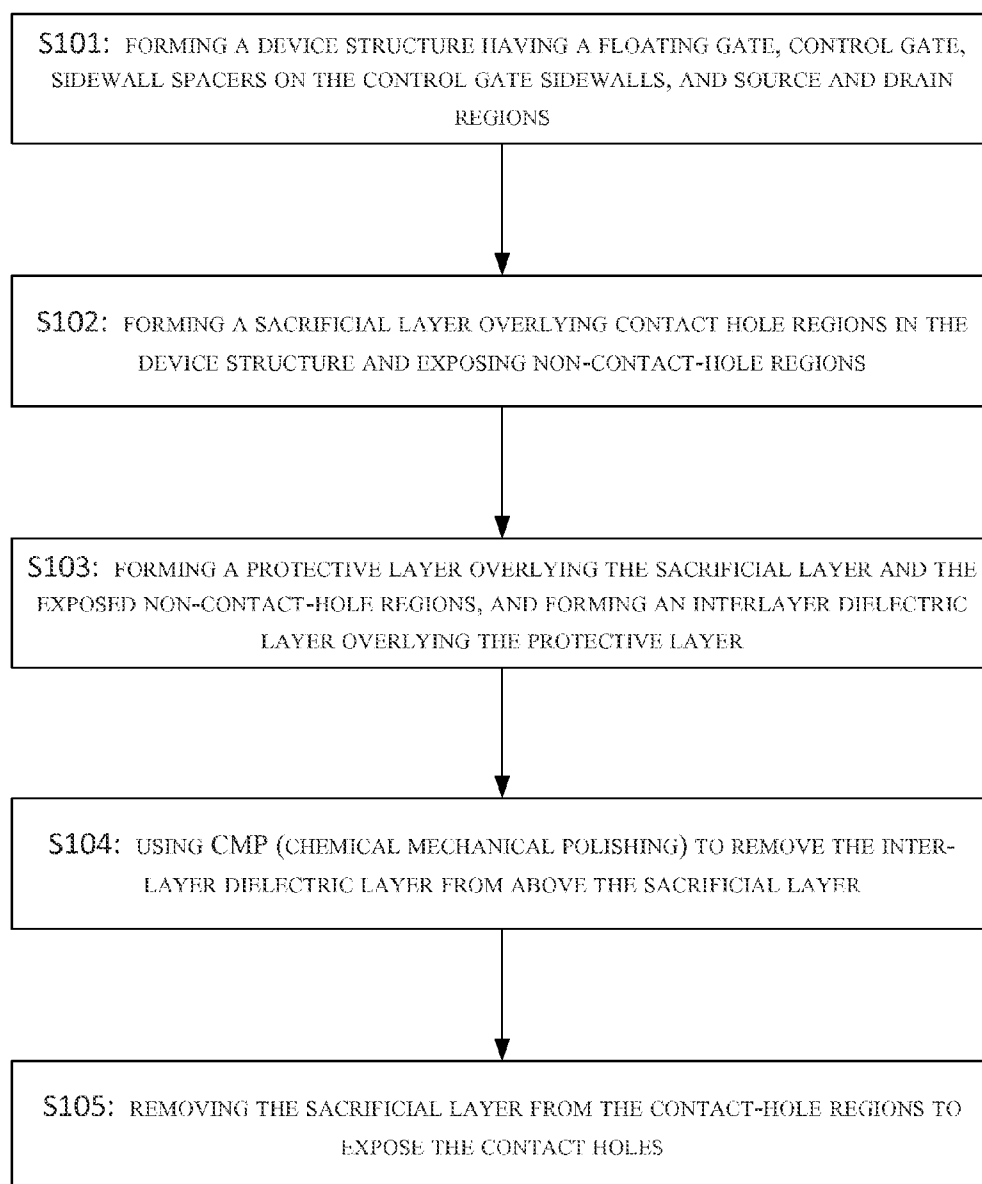 S101: FORMING A DEVICE STRUCTURE HAVING A FLOATING GATE, CONTROL GATE,
SIDEWALL SPACERS ON THE CONTROL GATE SIDEWALLS, AND SOURCE AND DRAIN
REGIONS
S102: FORMING A SACRIFICIAL LAYER OVERLYING CONTACT HOLE REGIONS IN THE
DEVICE STRUCTURE AND EXPOSING NON-CONTACT-HOLE REGIONS
S103: FORMING A PROTECTIVE LAYER OVERLYING THE SACRIFICIAL LAYER AND THE
EXPOSED NON-CONTACT-HOLE REGIONS, AND FORMING AN INTERLAYER DIELECTRIC
LAYER OVERLYING THE PROTECTIVE LAYER
S104: USING CMP (CHEMICAL MECHANICAL POLISHING) TO REMOVE THE INTER-
LAYER DIELECTRIC LAYER FROM ABOVE THE SACRIFICIAL LAYER
S105: REMOVING THE SACRIFICIAL LAYER FROM THE CONTACT-HOLE REGIONS TO
EXPOSE THE CONTACT HOLES